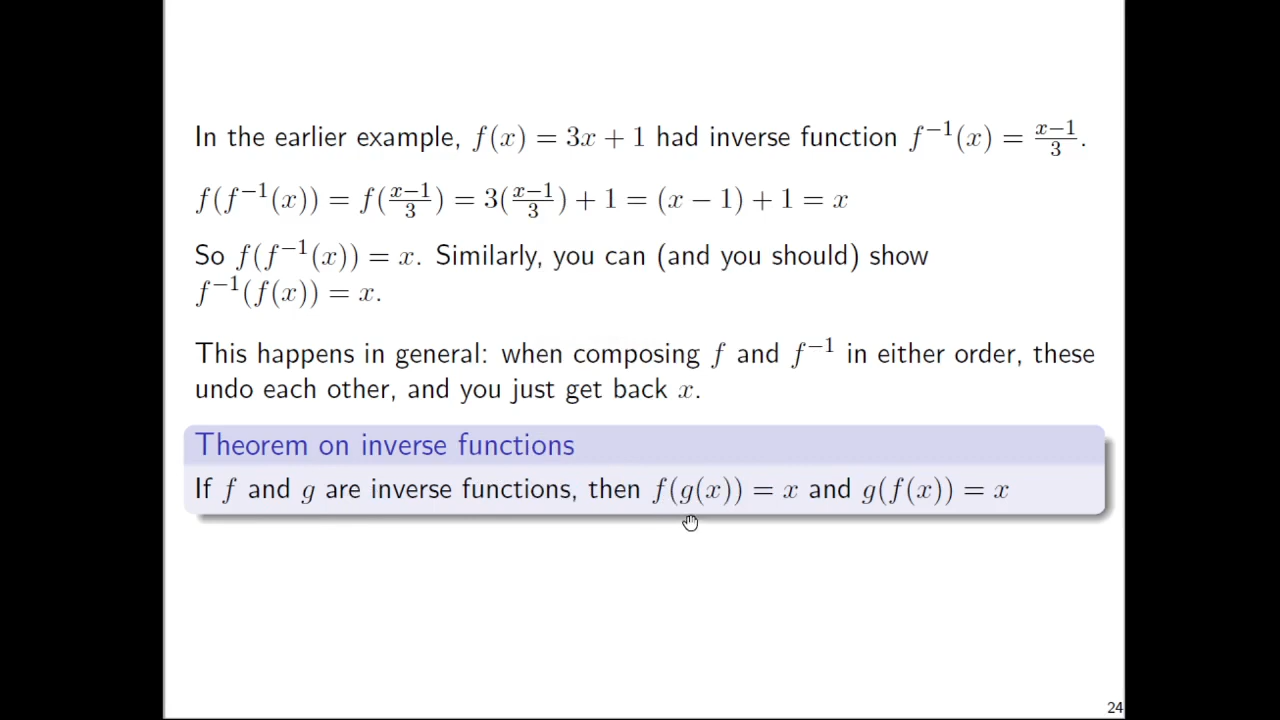 In the earlier example, f(x) = 3x + 1 had inverse function f⁻¹(x) = (x−1)/3.
f(f⁻¹(x)) = f((x−1)/3) = 3((x−1)/3) + 1 = (x − 1) + 1 = x
So f(f⁻¹(x)) = x. Similarly, you can (and you should) show
f⁻¹(f(x)) = x.
This happens in general: when composing f and f⁻¹ in either order, these
undo each other, and you just get back x.
Theorem on inverse functions
If f and g are inverse functions, then f(g(x)) = x and g(f(x)) = x
24